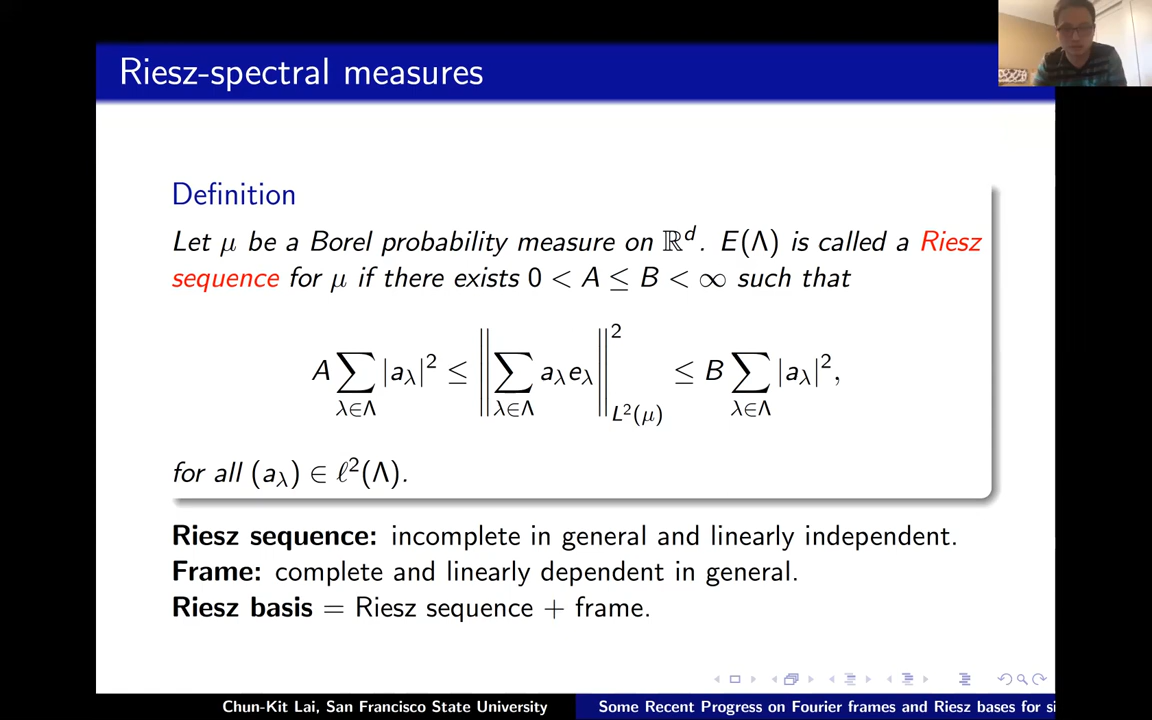 Riesz-spectral measures
Definition
Let μ be a Borel probability measure on ℝᵈ. E(Λ) is called a Riesz
sequence for μ if there exists 0 < A ≤ B < ∞ such that
A ∑_{λ∈Λ} |a_λ|² ≤ ‖∑_{λ∈Λ} a_λ e_λ‖²_{L²(μ)} ≤ B ∑_{λ∈Λ} |a_λ|²,
for all (a_λ) ∈ ℓ²(Λ).
Riesz sequence: incomplete in general and linearly independent.
Frame: complete and linearly dependent in general.
Riesz basis = Riesz sequence + frame.
Chun-Kit Lai, San Francisco State University
Some Recent Progress on Fourier frames and Riesz bases for si